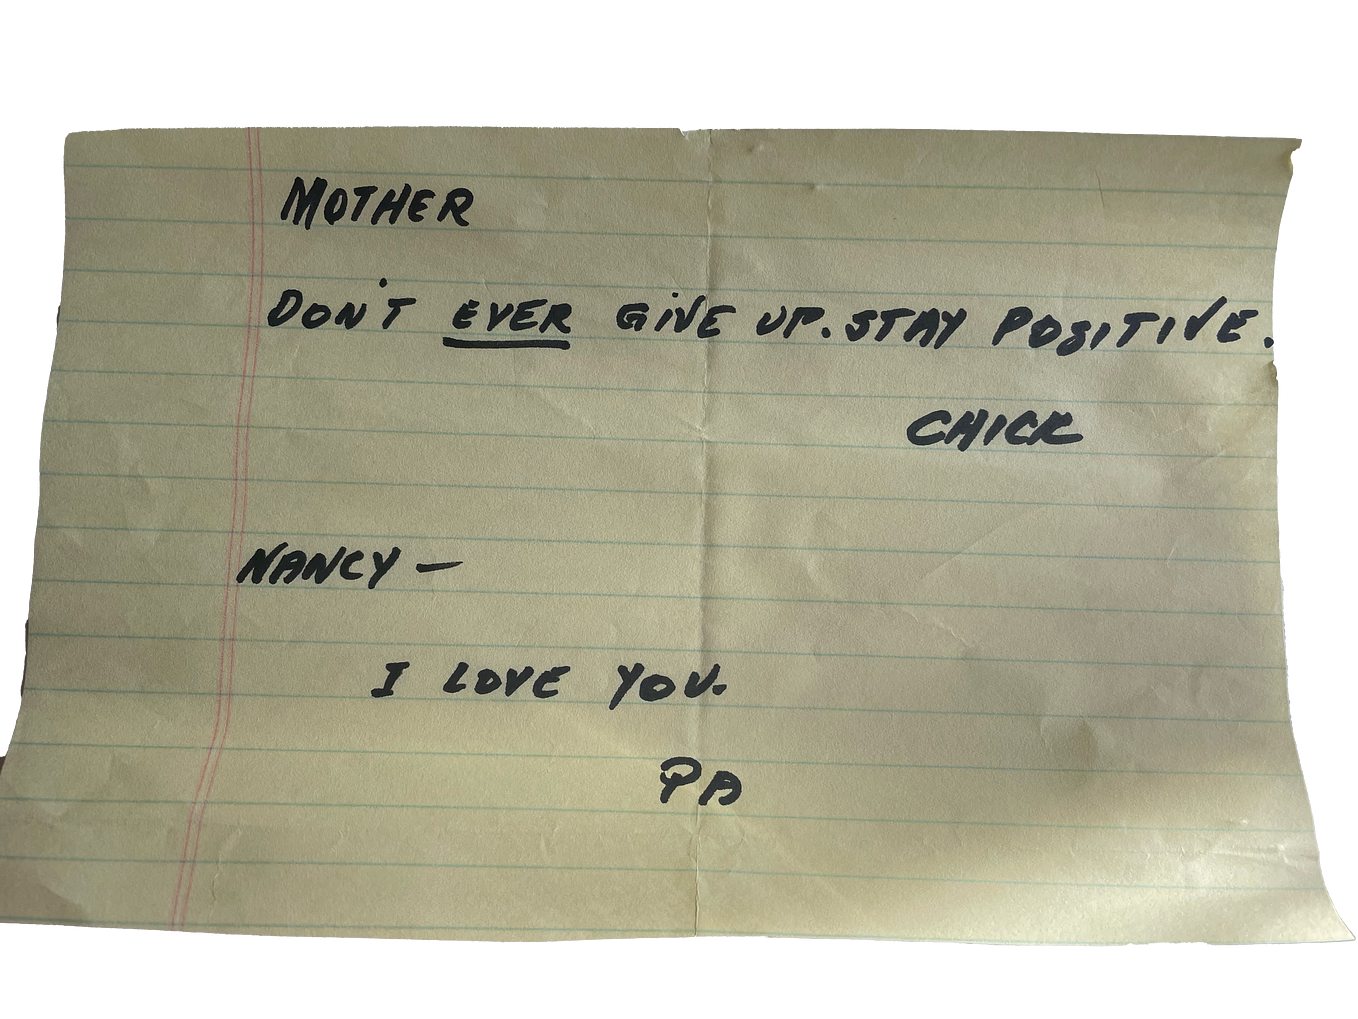 MOTHER
DON'T EVER GIVE UP. STAY POSITIVE.
CHICK
NANCY —
I LOVE YOU.
PA